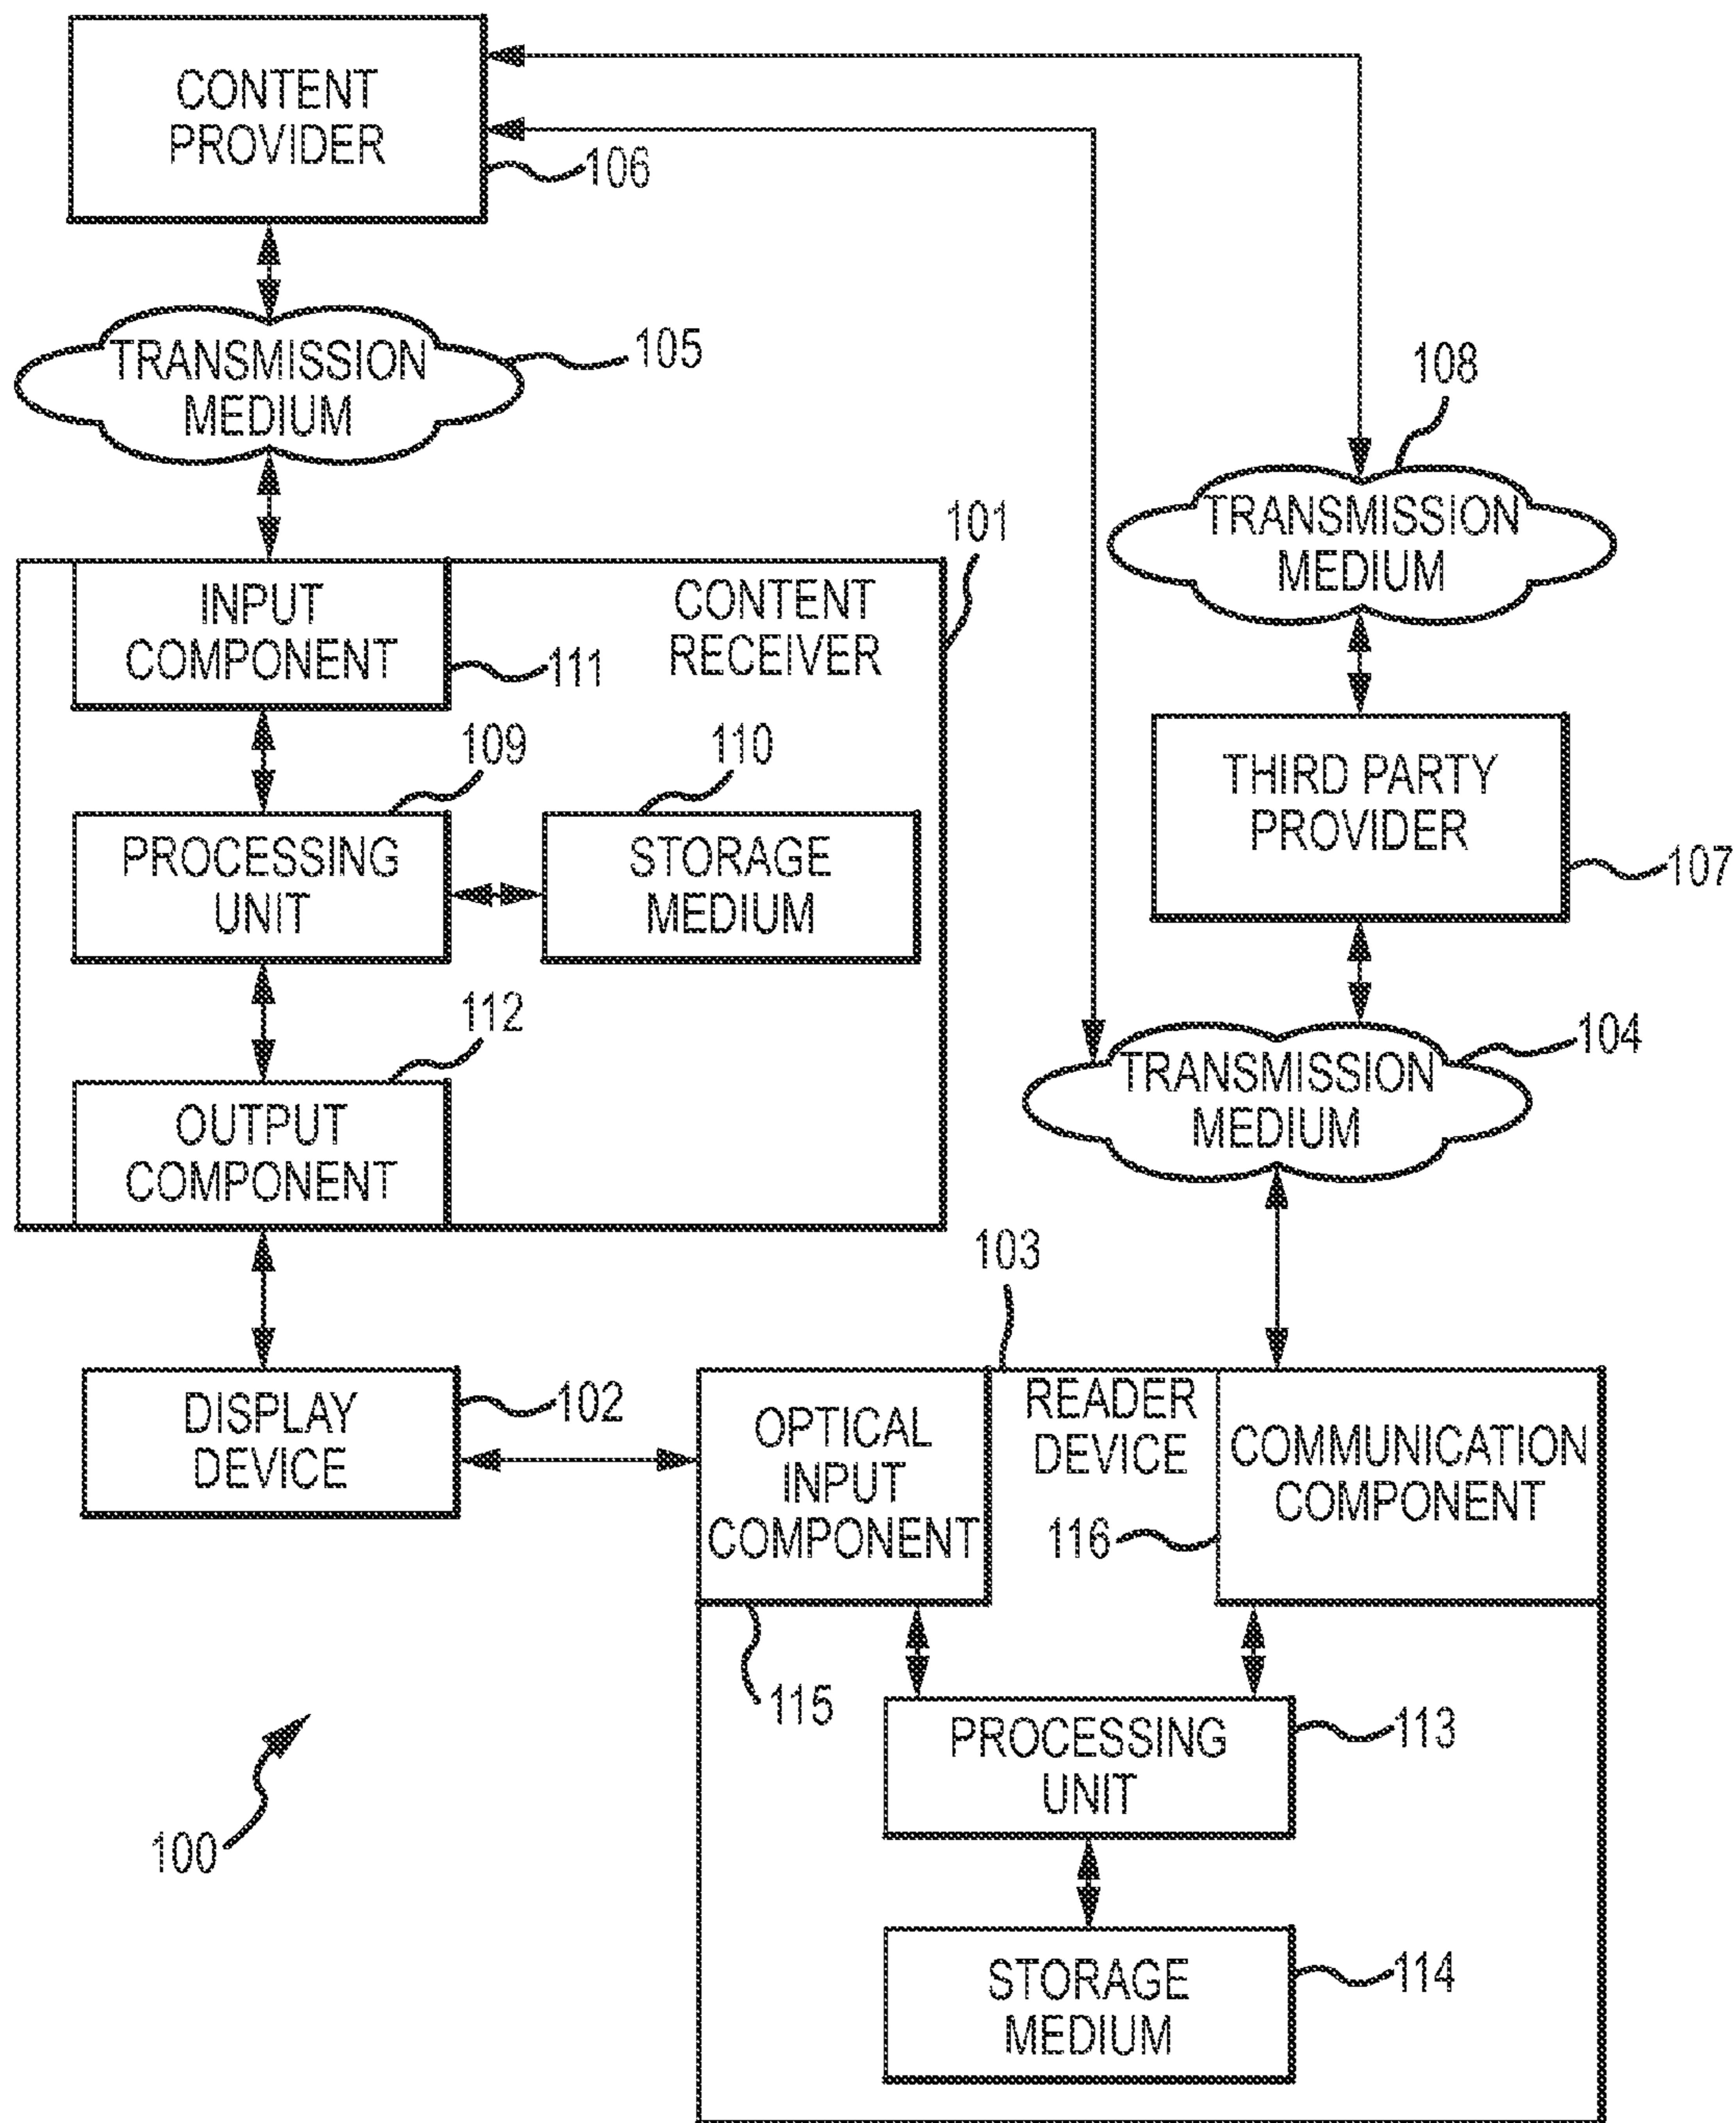 CONTENT
PROVIDER
106
TRANSMISSION
MEDIUM
105
108
TRANSMISSION
MEDIUM
101
INPUT
COMPONENT
111
CONTENT
RECEIVER
109
110
PROCESSING
UNIT
STORAGE
MEDIUM
THIRD PARTY
PROVIDER
107
112
OUTPUT
COMPONENT
104
TRANSMISSION
MEDIUM
103
DISPLAY
DEVICE
102
OPTICAL
INPUT
COMPONENT
READER
DEVICE
116
COMMUNICATION
COMPONENT
115
PROCESSING
UNIT
113
100
STORAGE
MEDIUM
114